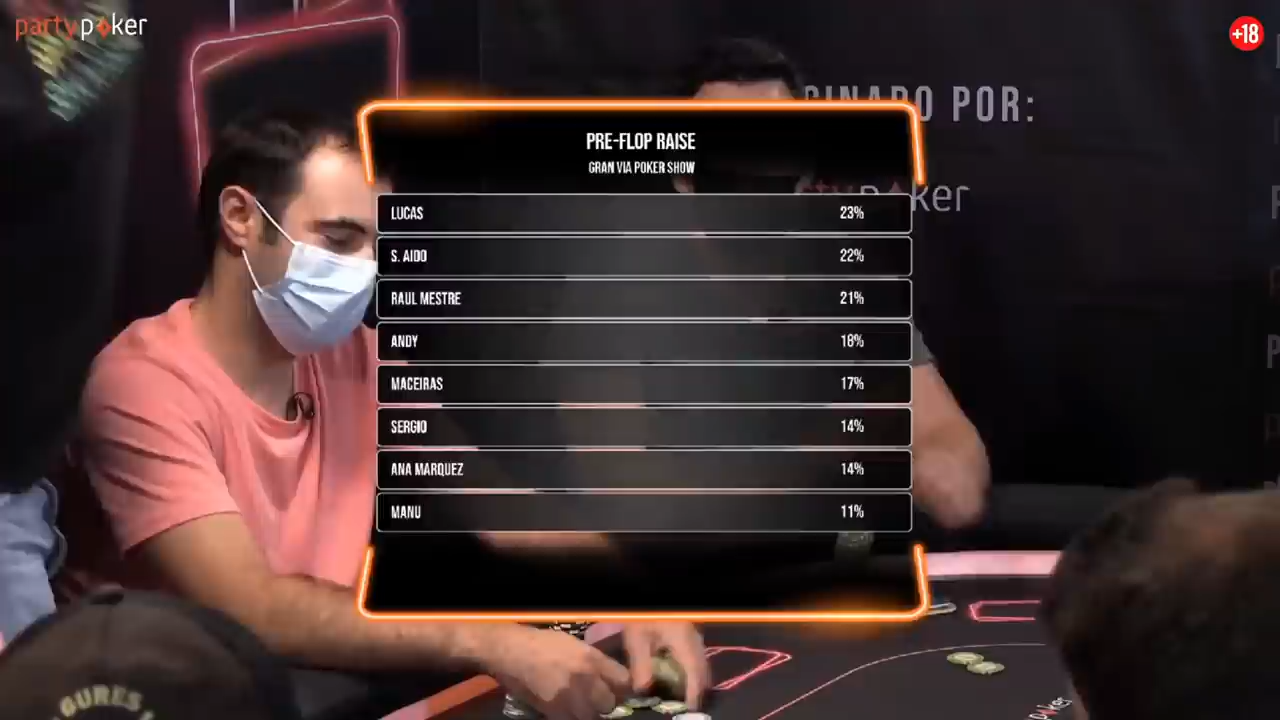 partypoker
+18
PRE-FLOP RAISE
GRAN VIA POKER SHOW
LUCAS 23%
S. AIDO 22%
RAUL MESTRE 21%
ANDY 18%
MACEIRAS 17%
SERGIO 14%
ANA MARQUEZ 14%
MANU 11%
POR: